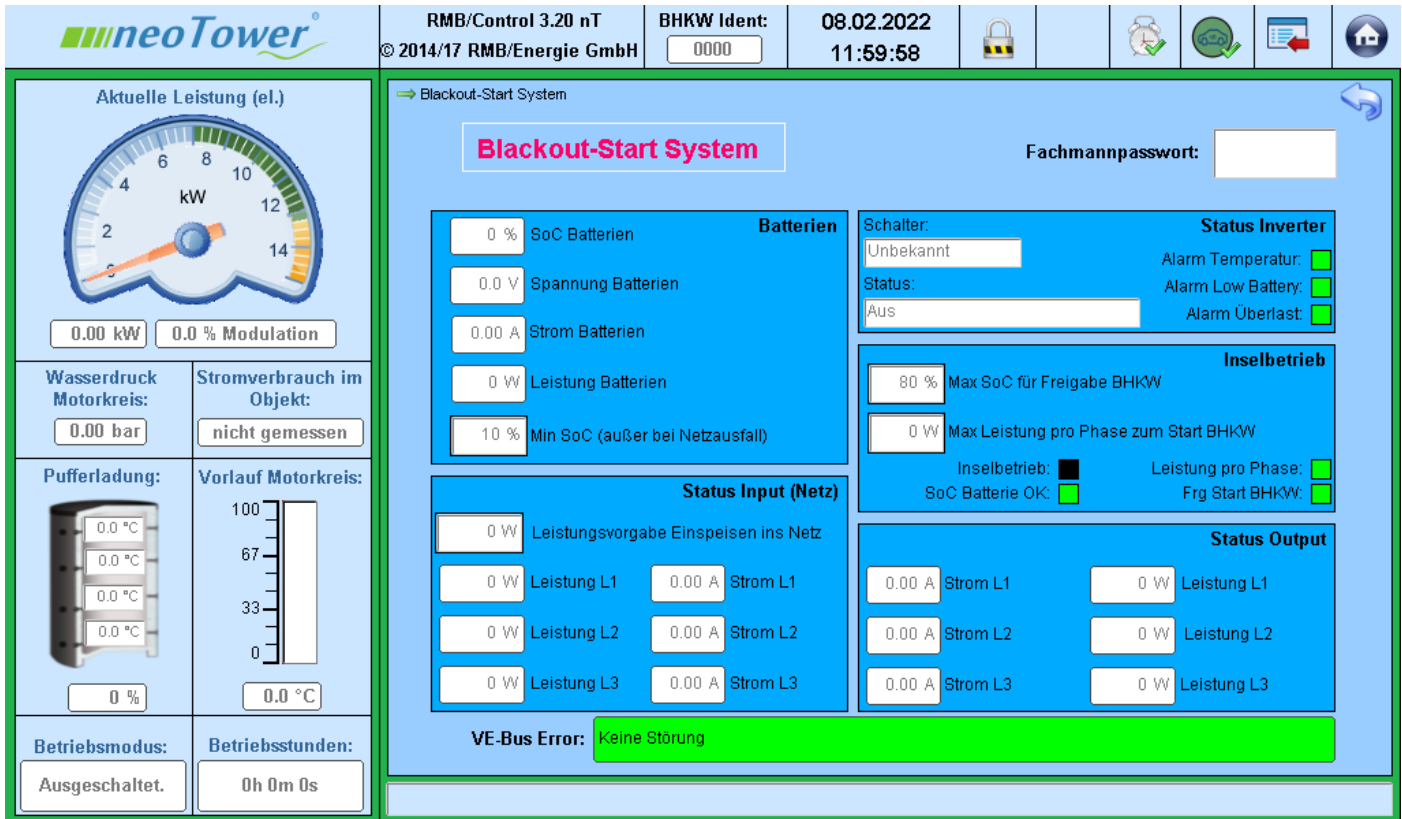 neoTower®
RMB/Control 3.20 nT
© 2014/17 RMB/Energie GmbH
BHKW Ident:
0000
08.02.2022
11:59:58
Aktuelle Leistung (el.)
0 2 4 6 8 10 12 14
kW
0.00 kW
0.0 % Modulation
Wasserdruck
Motorkreis:
0.00 bar
Stromverbrauch im
Objekt:
nicht gemessen
Pufferladung:
0.0 °C
0.0 °C
0.0 °C
0.0 °C
0 %
Vorlauf Motorkreis:
100
67
33
0
0.0 °C
Betriebsmodus:
Ausgeschaltet.
Betriebsstunden:
0h 0m 0s
Blackout-Start System
Blackout-Start System
Fachmannpasswort:
Batterien
0 % SoC Batterien
0.0 V Spannung Batterien
0.00 A Strom Batterien
0 W Leistung Batterien
10 % Min SoC (außer bei Netzausfall)
Status Input (Netz)
0 W Leistungsvorgabe Einspeisen ins Netz
0 W Leistung L1 0.00 A Strom L1
0 W Leistung L2 0.00 A Strom L2
0 W Leistung L3 0.00 A Strom L3
Status Inverter
Schalter:
Unbekannt
Status:
Aus
Alarm Temperatur:
Alarm Low Battery:
Alarm Überlast:
Inselbetrieb
80 % Max SoC für Freigabe BHKW
0 W Max Leistung pro Phase zum Start BHKW
Inselbetrieb: Leistung pro Phase:
SoC Batterie OK: Frg Start BHKW:
Status Output
0.00 A Strom L1 0 W Leistung L1
0.00 A Strom L2 0 W Leistung L2
0.00 A Strom L3 0 W Leistung L3
VE-Bus Error: Keine Störung